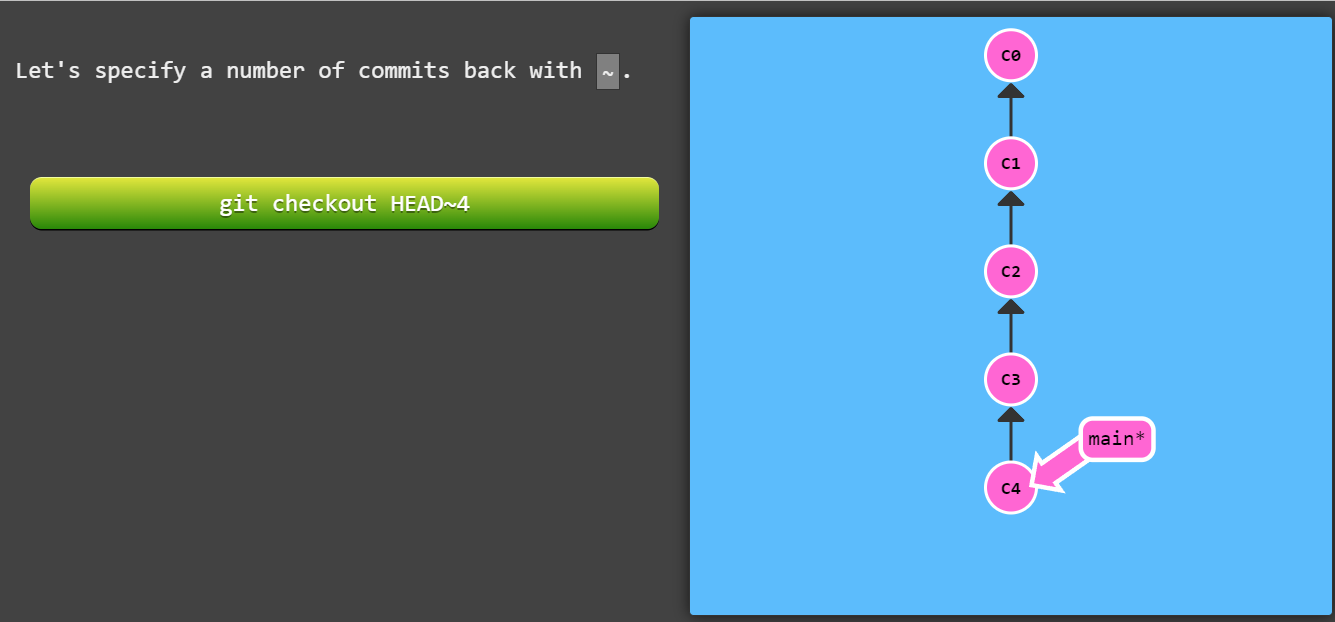 Let's specify a number of commits back with ~.
git checkout HEAD~4
C0
C1
C2
C3
main*
C4